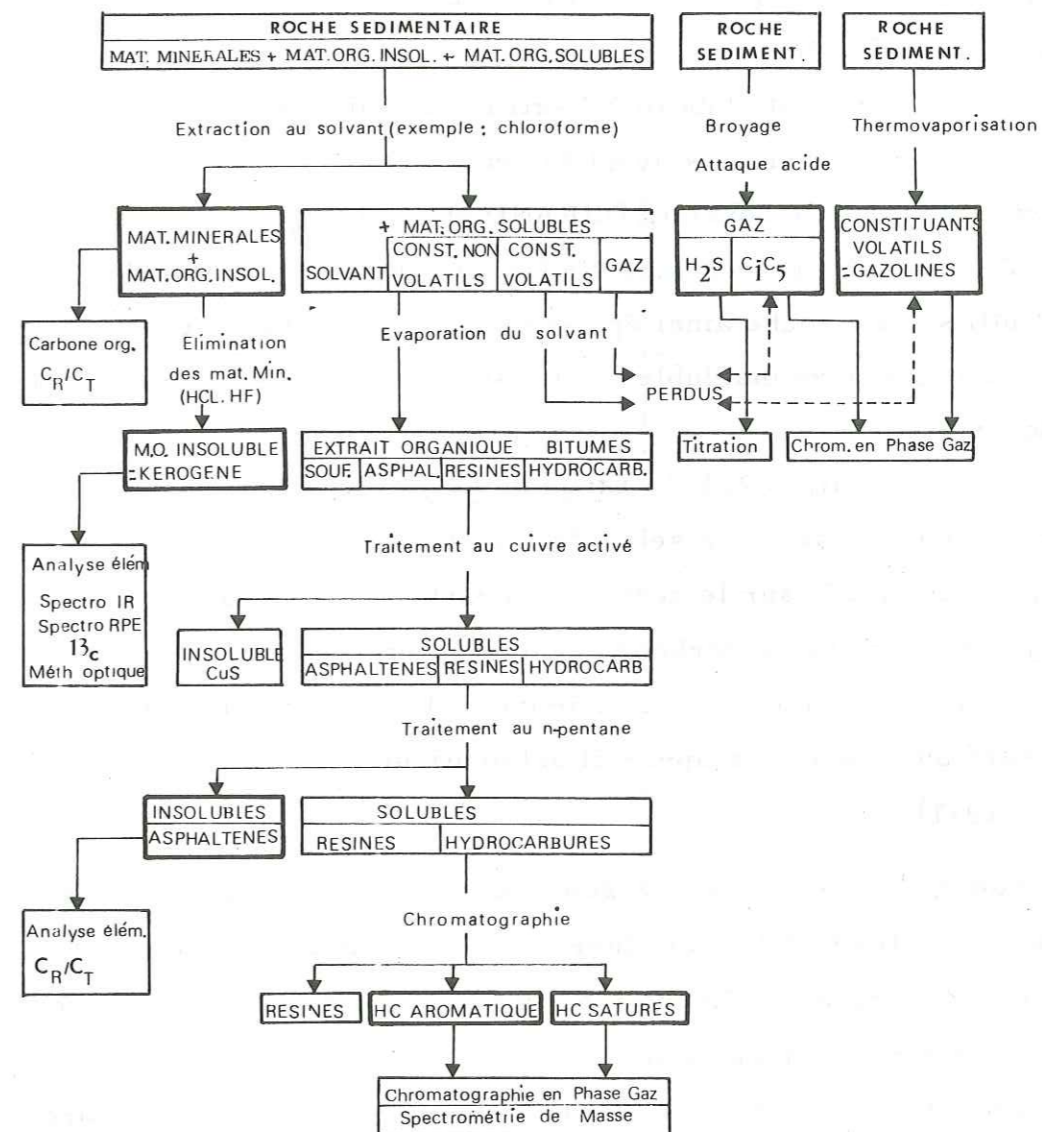 ROCHE SEDIMENTAIRE
MAT. MINERALES + MAT.ORG.INSOL. + MAT.ORG.SOLUBLES
ROCHE
SEDIMENT.
ROCHE
SEDIMENT.
Extraction au solvant (exemple : chloroforme)
Broyage
Attaque acide
Thermovaporisation
MAT.MINERALES
+
MAT.ORG.INSOL.
+ MAT.ORG. SOLUBLES
SOLVANT
CONST.NON
VOLATILS
CONST.
VOLATILS
GAZ
GAZ
H2S
C1C5
CONSTITUANTS
VOLATILS
=GAZOLINES
Carbone org.
CR/CT
Elimination
des mat. Min.
(HCL. HF)
Evaporation du solvant
PERDUS
M.O. INSOLUBLE
=KEROGENE
EXTRAIT ORGANIQUE BITUMES
SOUF. ASPHAL. RESINES HYDROCARB.
Titration
Chrom. en Phase Gaz
Analyse élém
Spectro IR
Spectro RPE
13c
Méth optique
Traitement au cuivre activé
INSOLUBLE
CuS
SOLUBLES
ASPHALTENES RESINES HYDROCARB
Traitement au n-pentane
INSOLUBLES
ASPHALTENES
SOLUBLES
RESINES HYDROCARBURES
Analyse élém.
CR/CT
Chromatographie
RESINES
HC AROMATIQUE
HC SATURES
Chromatographie en Phase Gaz
Spectrométrie de Masse